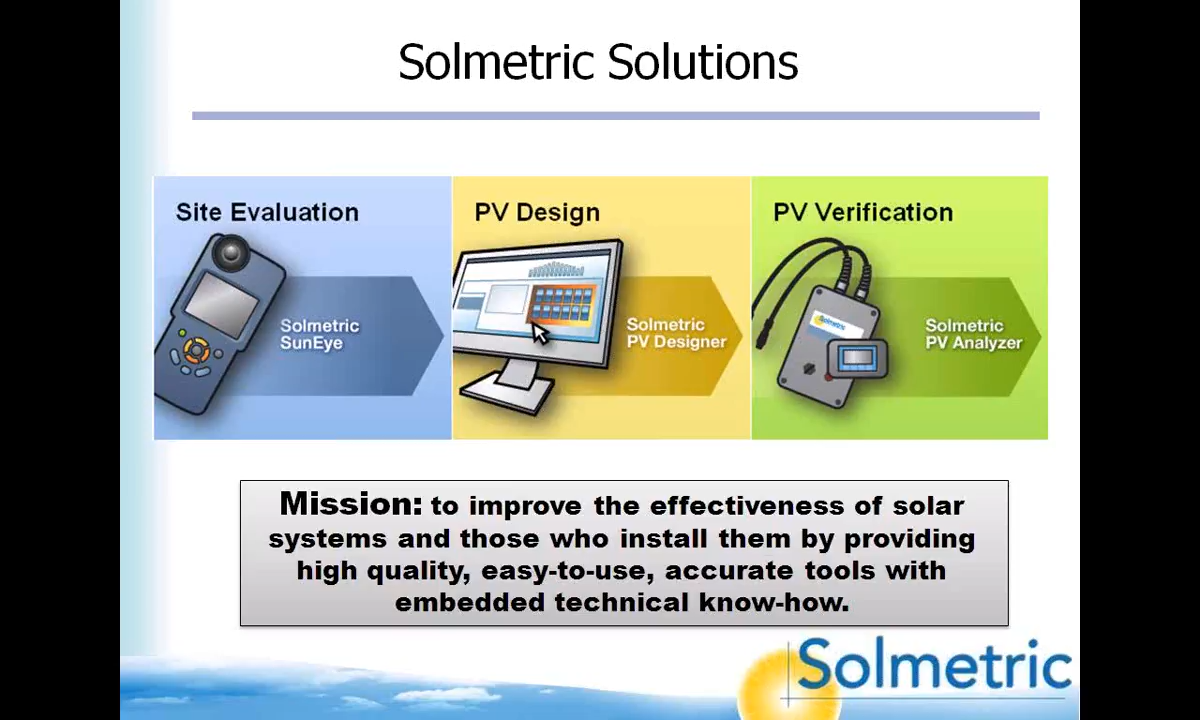 Solmetric Solutions
Site Evaluation
Solmetric
SunEye
PV Design
Solmetric
PV Designer
PV Verification
Solmetric
Solmetric
PV Analyzer
Mission: to improve the effectiveness of solar
systems and those who install them by providing
high quality, easy-to-use, accurate tools with
embedded technical know-how.
Solmetric